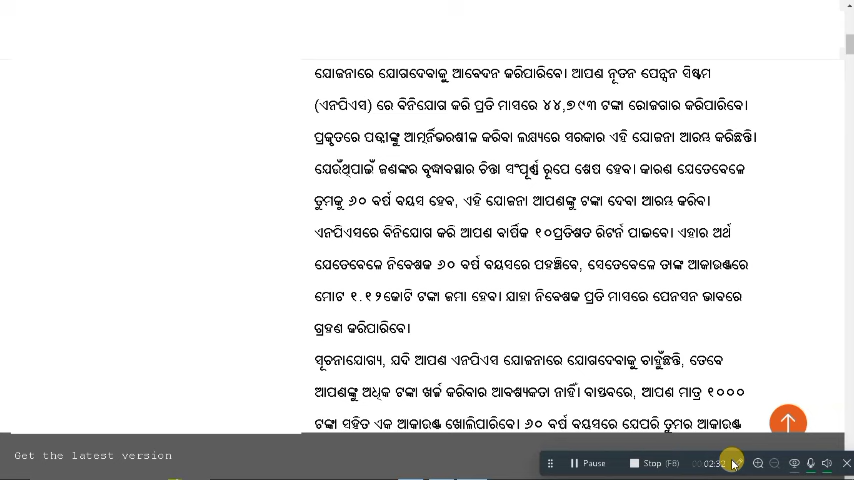 ଯୋଜନାରେ ଯୋଗଦେବାକୁ ଆବେଦନ କରିପାରିବେ। ଆପଣ ନୂତନ ପେନ୍ସନ ସିଷ୍ଟମ
(ଏନପିଏସ) ରେ ବିନିଯୋଗ କରି ପ୍ରତି ମାସରେ ୪୪,୭୯୩ ଟଙ୍କା ରୋଜଗାର କରିପାରିବେ।
ପ୍ରକୃତରେ ପତ୍ନୀଙ୍କୁ ଆତ୍ମନିର୍ଭରଶୀଳ କରିବା ଲକ୍ଷ୍ୟରେ ସରକାର ଏହି ଯୋଜନା ଆରମ୍ଭ କରିଛନ୍ତି।
ଯେଉଁଥିପାଇଁ ଜଣଙ୍କର ବୃଦ୍ଧାବସ୍ଥାର ଚିନ୍ତା ସଂପୂର୍ଣ୍ଣ ରୂପେ ଶେଷ ହେବ। କାରଣ ଯେତେବେଳେ
ତୁମକୁ ୬୦ ବର୍ଷ ବୟସ ହେବ, ଏହି ଯୋଜନା ଆପଣଙ୍କୁ ଟଙ୍କା ଦେବା ଆରମ୍ଭ କରିବ।
ଏନପିଏସରେ ବିନିଯୋଗ କରି ଆପଣ ବାର୍ଷିକ ୧୦ପ୍ରତିଶତ ରିଟର୍ନ ପାଇବେ। ଏହାର ଅର୍ଥ
ଯେତେବେଳେ ନିବେଶକ ୬୦ ବର୍ଷ ବୟସରେ ପହଞ୍ଚିବେ, ସେତେବେଳେ ତାଙ୍କ ଆକାଉଣ୍ଟରେ
ମୋଟ ୧.୧୨କୋଟି ଟଙ୍କା ଜମା ହେବ। ଯାହା ନିବେଶକ ପ୍ରତି ମାସରେ ପେନସନ ଭାବରେ
ଗ୍ରହଣ କରିପାରିବେ।
ସୂଚନାଯୋଗ୍ୟ, ଯଦି ଆପଣ ଏନପିଏସ ଯୋଜନାରେ ଯୋଗଦେବାକୁ ଚାହୁଁଛନ୍ତି, ତେବେ
ଆପଣଙ୍କୁ ଅଧିକ ଟଙ୍କା ଖର୍ଚ୍ଚ କରିବାର ଆବଶ୍ୟକତା ନାହିଁ। ବାସ୍ତବରେ, ଆପଣ ମାତ୍ର ୧୦୦୦
ଟଙ୍କା ସହିତ ଏକ ଆକାଉଣ୍ଟ ଖୋଲିପାରିବେ। ୬୦ ବର୍ଷ ବୟସରେ ଯେପରି ତୁମର ଆକାଉଣ୍ଟ
Get the latest version
Pause Stop (F8) 00:02:32